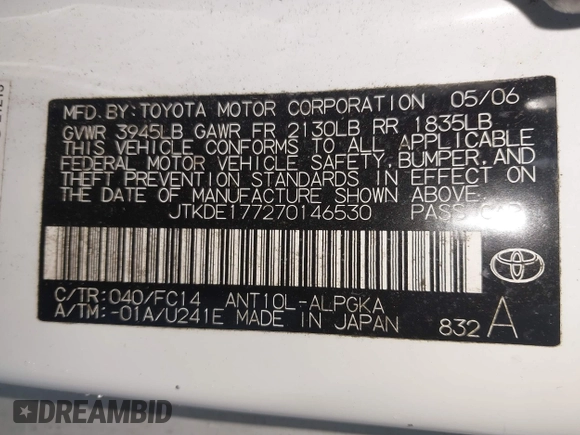 MFD. BY: TOYOTA MOTOR CORPORATION 05/06
GVWR 3945LB GAWR FR 2130LB RR 1835LB
THIS VEHICLE CONFORMS TO ALL APPLICABLE
FEDERAL MOTOR VEHICLE SAFETY, BUMPER, AND
THEFT PREVENTION STANDARDS IN EFFECT ON
THE DATE OF MANUFACTURE SHOWN ABOVE.
JTKDE177270146530 PASS. CAR
C/TR: 040/FC14 ANT10L-ALPGKA
A/TM: -01A/U241E MADE IN JAPAN 832 A
DREAMBID